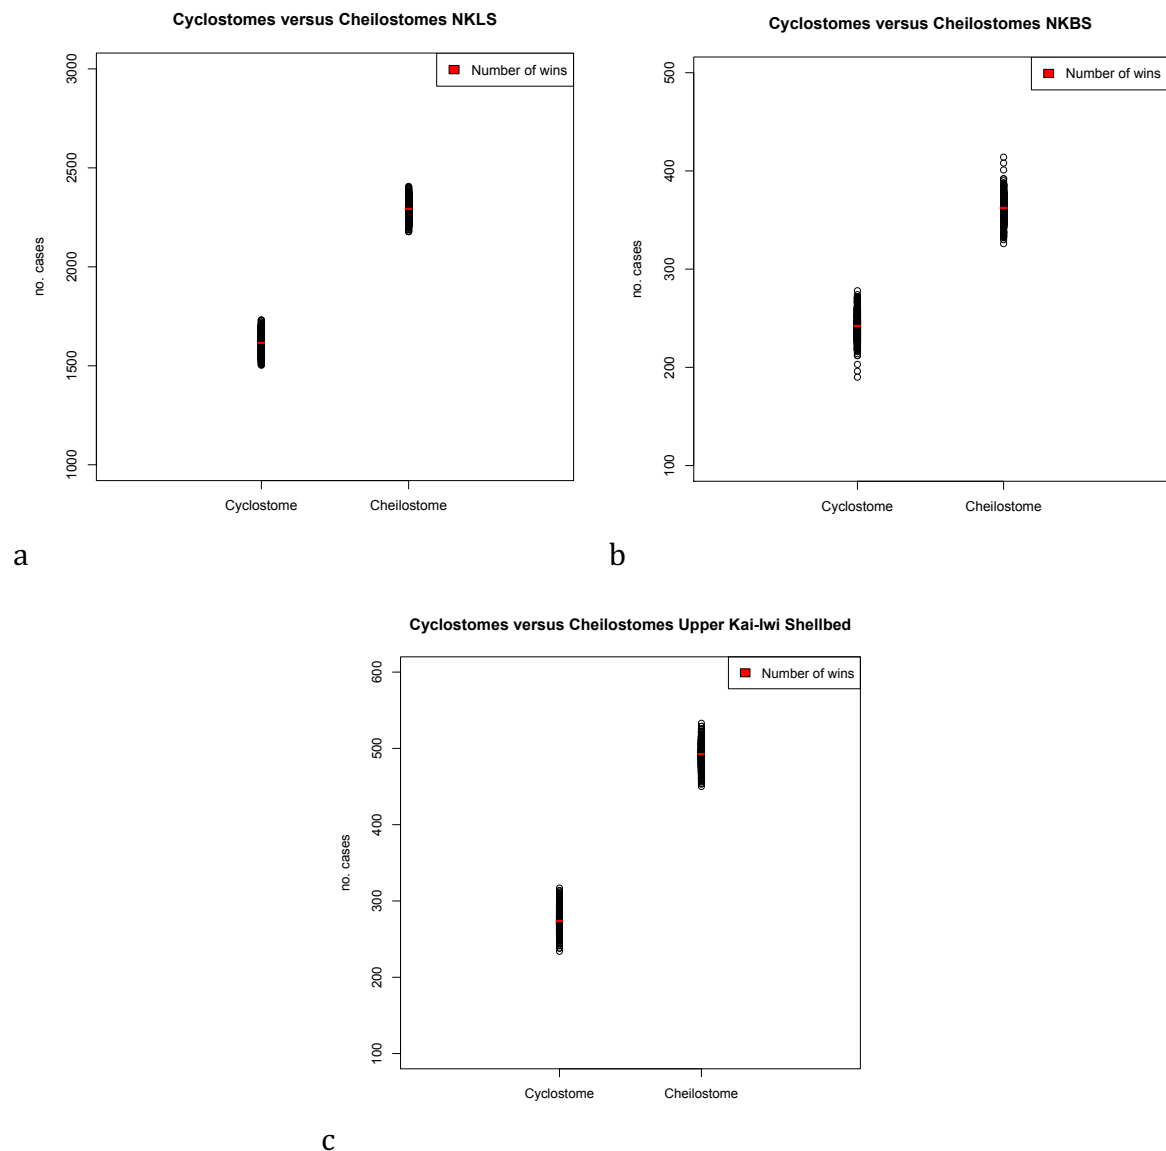 Cyclostomes versus Cheilostomes NKLS
Number of wins
3000
2500
2000
1500
1000
no. cases
Cyclostome Cheilostome
a
Cyclostomes versus Cheilostomes NKBS
Number of wins
500
400
300
200
100
no. cases
Cyclostome Cheilostome
b
Cyclostomes versus Cheilostomes Upper Kai-Iwi Shellbed
Number of wins
600
500
400
300
200
100
no. cases
Cyclostome Cheilostome
c